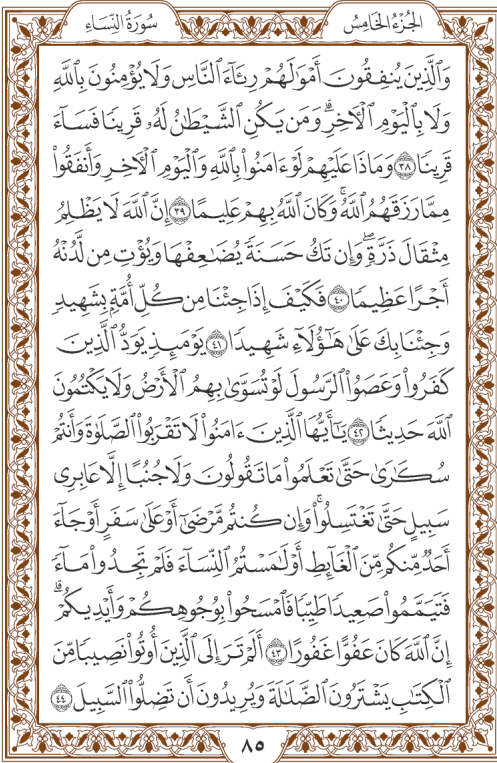 الجُزْءُ الخَامِسُ
سُورَةُ النِّسَاءِ
وَٱلَّذِينَ يُنفِقُونَ أَمۡوَٰلَهُمۡ رِئَآءَ ٱلنَّاسِ وَلَا يُؤۡمِنُونَ بِٱللَّهِ
وَلَا بِٱلۡيَوۡمِ ٱلۡأٓخِرِۗ وَمَن يَكُنِ ٱلشَّيۡطَٰنُ لَهُۥ قَرِينٗا فَسَآءَ
قَرِينٗا ٣٨ وَمَاذَا عَلَيۡهِمۡ لَوۡ ءَامَنُواْ بِٱللَّهِ وَٱلۡيَوۡمِ ٱلۡأٓخِرِ وَأَنفَقُواْ
مِمَّا رَزَقَهُمُ ٱللَّهُۚ وَكَانَ ٱللَّهُ بِهِمۡ عَلِيمًا ٣٩ إِنَّ ٱللَّهَ لَا يَظۡلِمُ
مِثۡقَالَ ذَرَّةٖۖ وَإِن تَكُ حَسَنَةٗ يُضَٰعِفۡهَا وَيُؤۡتِ مِن لَّدُنۡهُ
أَجۡرًا عَظِيمٗا ٤٠ فَكَيۡفَ إِذَا جِئۡنَا مِن كُلِّ أُمَّةِۭ بِشَهِيدٖ
وَجِئۡنَا بِكَ عَلَىٰ هَٰٓؤُلَآءِ شَهِيدٗا ٤١ يَوۡمَئِذٖ يَوَدُّ ٱلَّذِينَ
كَفَرُواْ وَعَصَوُاْ ٱلرَّسُولَ لَوۡ تُسَوَّىٰ بِهِمُ ٱلۡأَرۡضُ وَلَا يَكۡتُمُونَ
ٱللَّهَ حَدِيثٗا ٤٢ يَٰٓأَيُّهَا ٱلَّذِينَ ءَامَنُواْ لَا تَقۡرَبُواْ ٱلصَّلَوٰةَ وَأَنتُمۡ
سُكَٰرَىٰ حَتَّىٰ تَعۡلَمُواْ مَا تَقُولُونَ وَلَا جُنُبًا إِلَّا عَابِرِي
سَبِيلٍ حَتَّىٰ تَغۡتَسِلُواْۚ وَإِن كُنتُم مَّرۡضَىٰٓ أَوۡ عَلَىٰ سَفَرٍ أَوۡ جَآءَ
أَحَدٞ مِّنكُم مِّنَ ٱلۡغَآئِطِ أَوۡ لَٰمَسۡتُمُ ٱلنِّسَآءَ فَلَمۡ تَجِدُواْ مَآءٗ
فَتَيَمَّمُواْ صَعِيدٗا طَيِّبٗا فَٱمۡسَحُواْ بِوُجُوهِكُمۡ وَأَيۡدِيكُمۡۗ
إِنَّ ٱللَّهَ كَانَ عَفُوًّا غَفُورًا ٤٣ أَلَمۡ تَرَ إِلَى ٱلَّذِينَ أُوتُواْ نَصِيبٗا مِّنَ
ٱلۡكِتَٰبِ يَشۡتَرُونَ ٱلضَّلَٰلَةَ وَيُرِيدُونَ أَن تَضِلُّواْ ٱلسَّبِيلَ ٤٤
٨٥